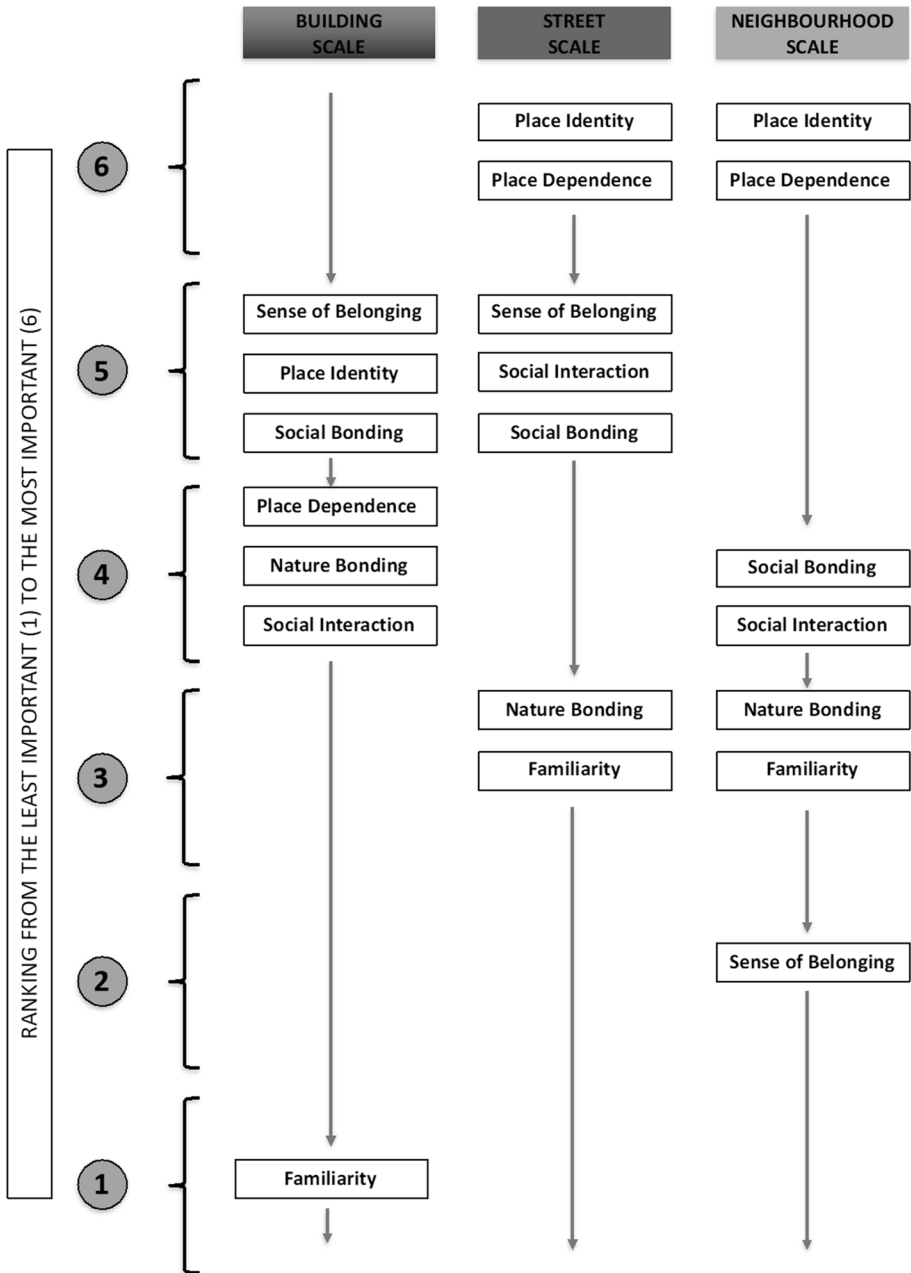 BUILDING
SCALE
STREET
SCALE
NEIGHBOURHOOD
SCALE
RANKING FROM THE LEAST IMPORTANT (1) TO THE MOST IMPORTANT (6)
6
Place Identity
Place Identity
Place Dependence
Place Dependence
5
Sense of Belonging
Sense of Belonging
Place Identity
Social Interaction
Social Bonding
Social Bonding
4
Place Dependence
Nature Bonding
Social Bonding
Social Interaction
Social Interaction
3
Nature Bonding
Nature Bonding
Familiarity
Familiarity
2
Sense of Belonging
1
Familiarity